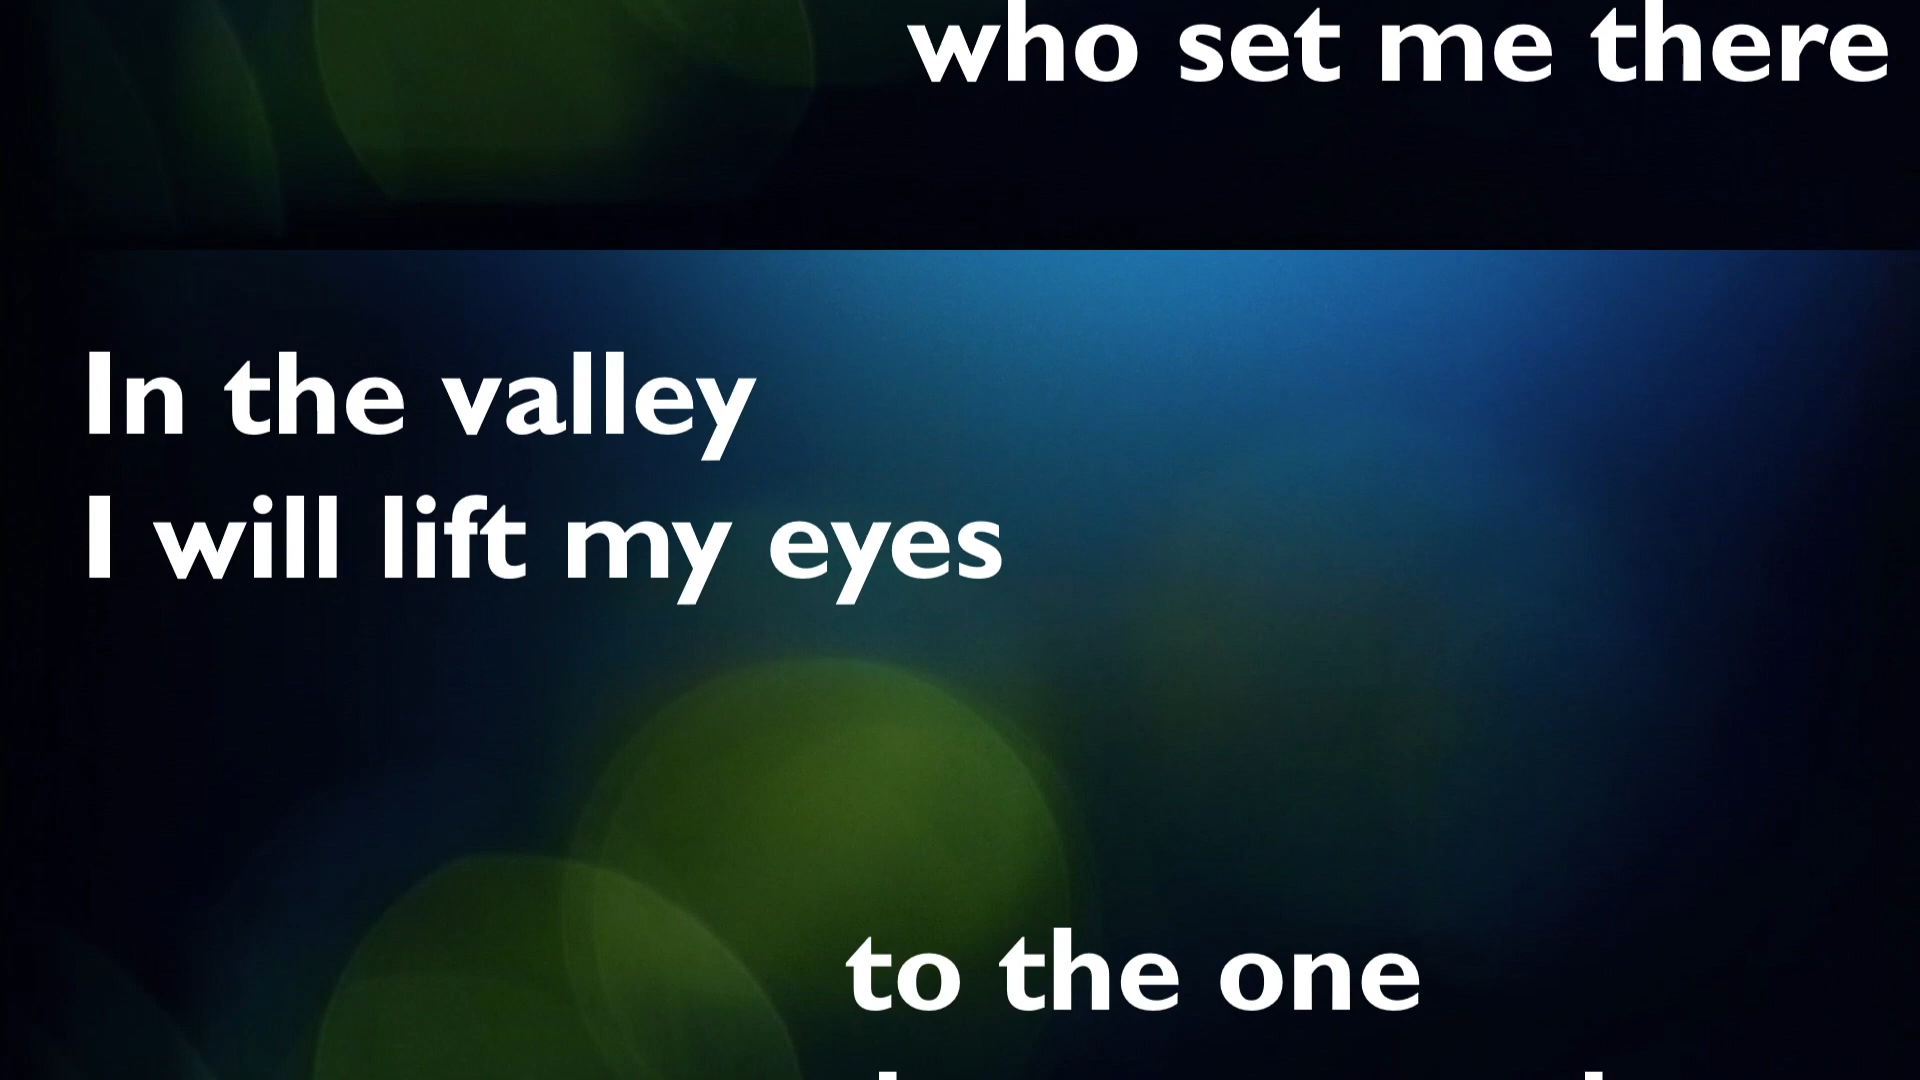 who set me there
In the valley
I will lift my eyes
to the one